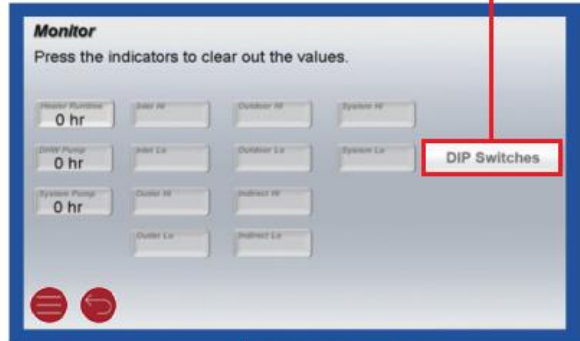 Monitor
Press the indicators to clear out the values.
Heater Runtime
0 hr
Inlet Hi
Outdoor Hi
System Hi
DHW Pump
0 hr
Inlet Lo
Outdoor Lo
System Lo
DIP Switches
System Pump
0 hr
Outlet Hi
Indirect Hi
Outlet Lo
Indirect Lo